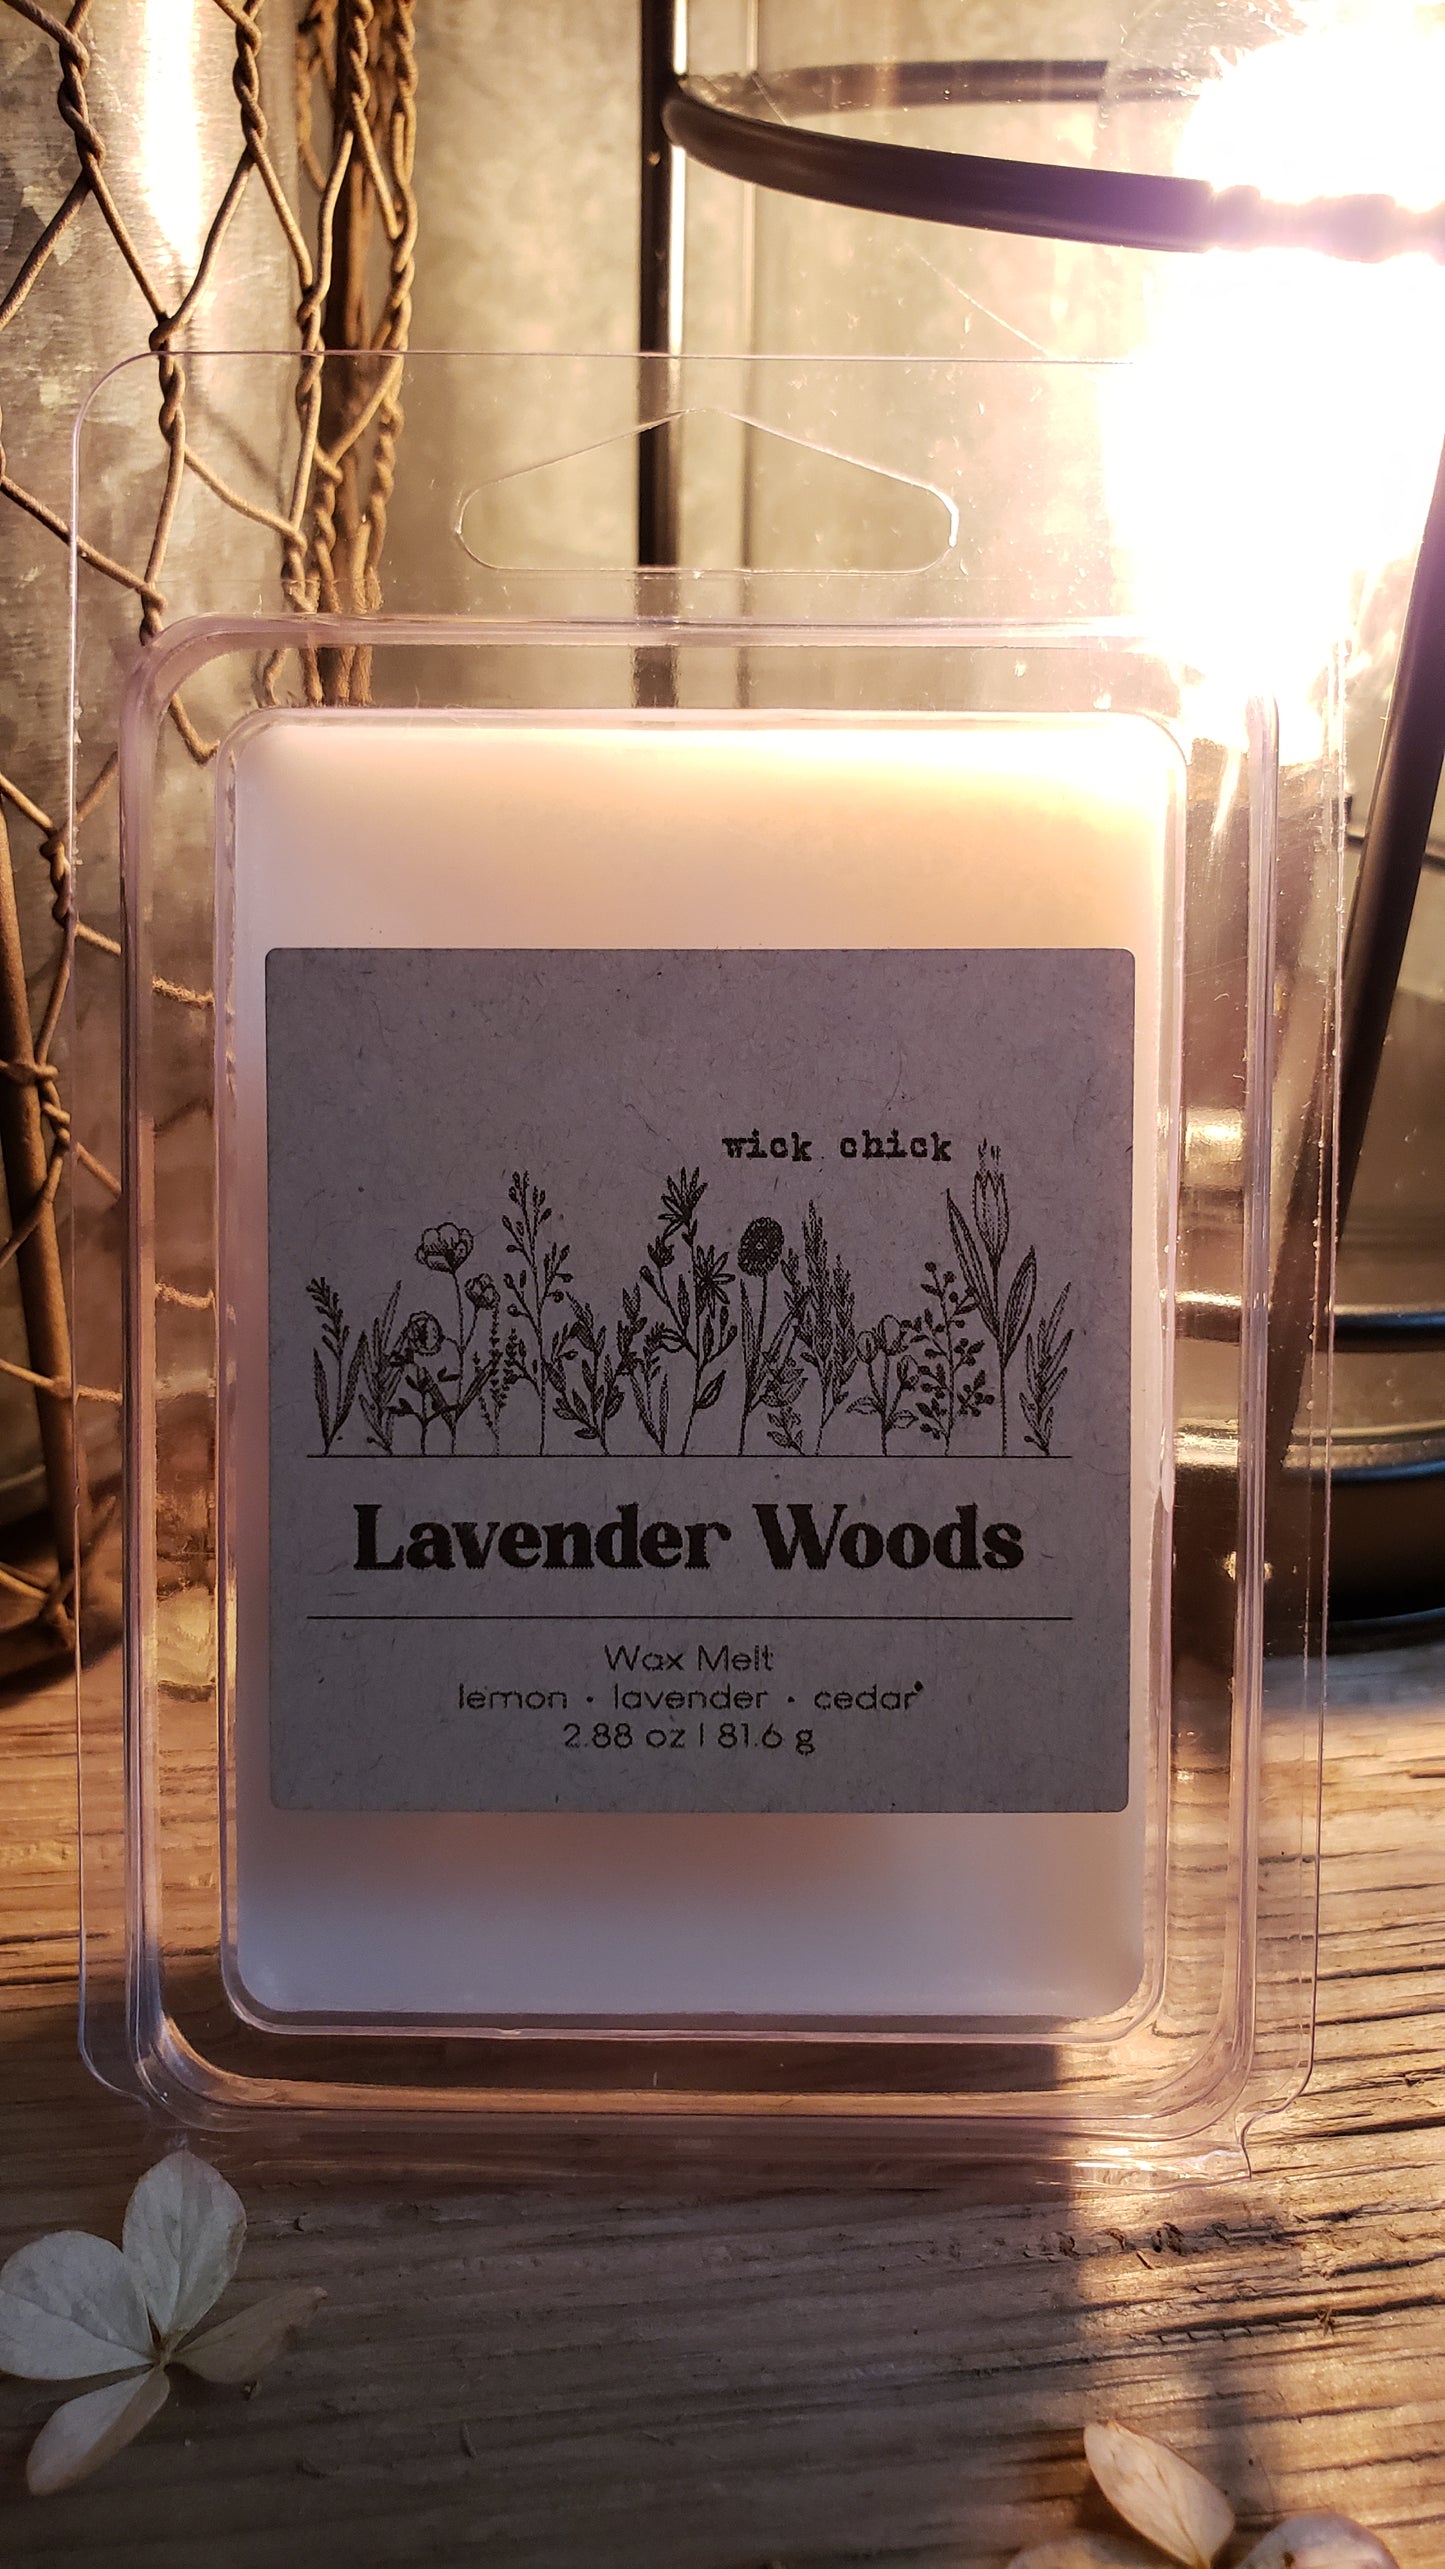 wick chick
Lavender Woods
Wax Melt
lemon • lavender • cedar
2.88 oz | 81.6 g